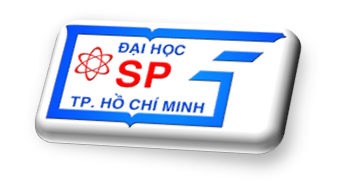 ĐẠI HỌC
SP
TP. HỒ CHÍ MINH